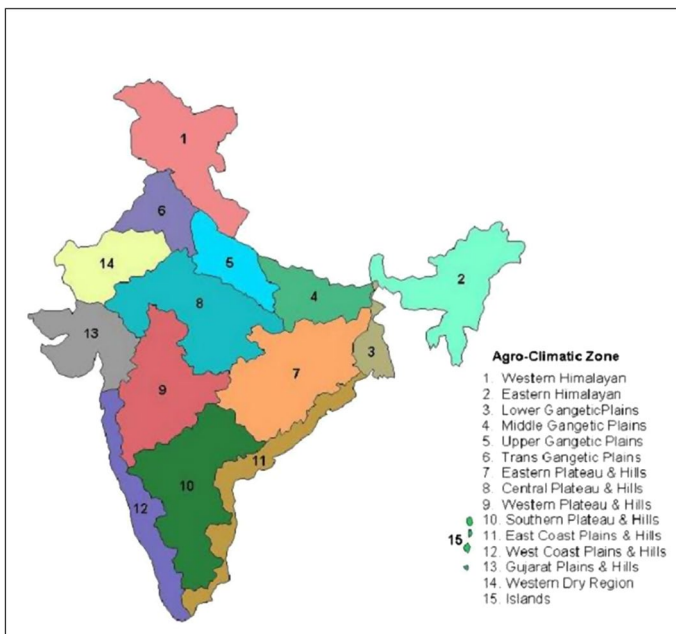 1
6
14
5
2
4
8
13
3
7
9
11
10
12
15
Agro-Climatic Zone
1. Western Himalayan
2. Eastern Himalayan
3. Lower GangeticPlains
4. Middle Gangetic Plains
5. Upper Gangetic Plains
6. Trans Gangetic Plains
7. Eastern Plateau & Hills
8. Central Plateau & Hills
9. Western Plateau & Hills
10. Southern Plateau & Hills
11. East Coast Plains & Hills
12. West Coast Plains & Hills
13. Gujarat Plains & Hills
14. Western Dry Region
15. Islands